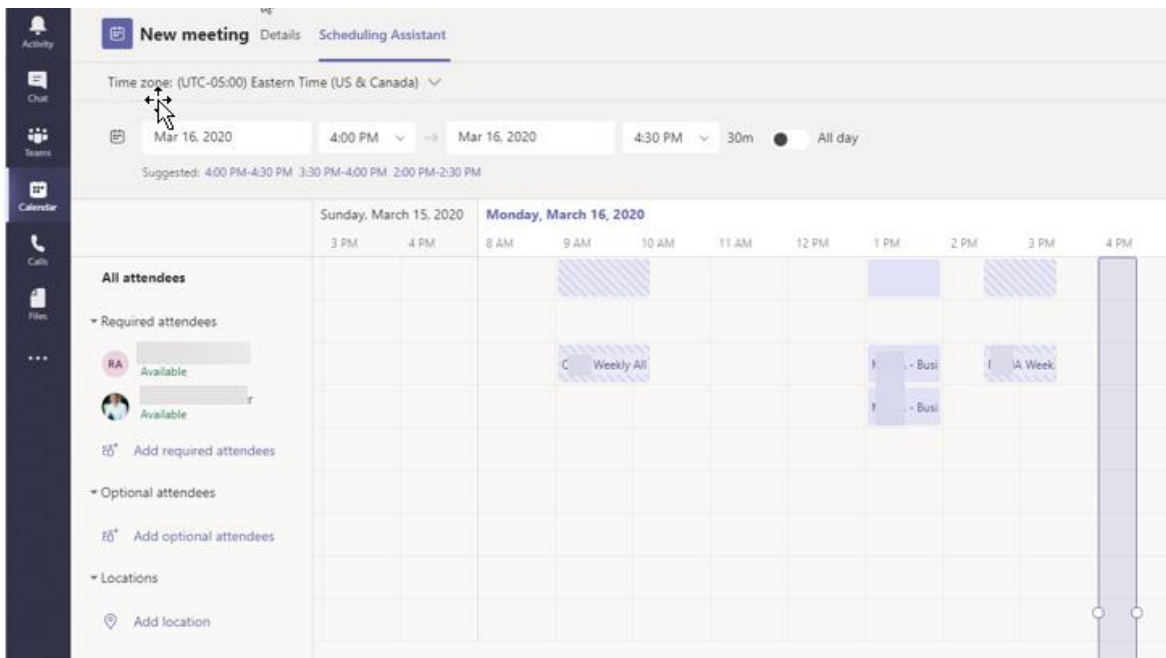 Activity
Chat
Teams
Calendar
Calls
Files
New meeting Details Scheduling Assistant
Time zone: (UTC-05:00) Eastern Time (US & Canada)
Mar 16, 2020 4:00 PM → Mar 16, 2020 4:30 PM 30m All day
Suggested: 4:00 PM-4:30 PM 3:30 PM-4:00 PM 2:00 PM-2:30 PM
Sunday, March 15, 2020 Monday, March 16, 2020
3 PM 4 PM 8 AM 9 AM 10 AM 11 AM 12 PM 1 PM 2 PM 3 PM 4 PM
All attendees
Required attendees
RA
Available
Weekly All - Busi A Week
r
Available
- Busi
Add required attendees
Optional attendees
Add optional attendees
Locations
Add location